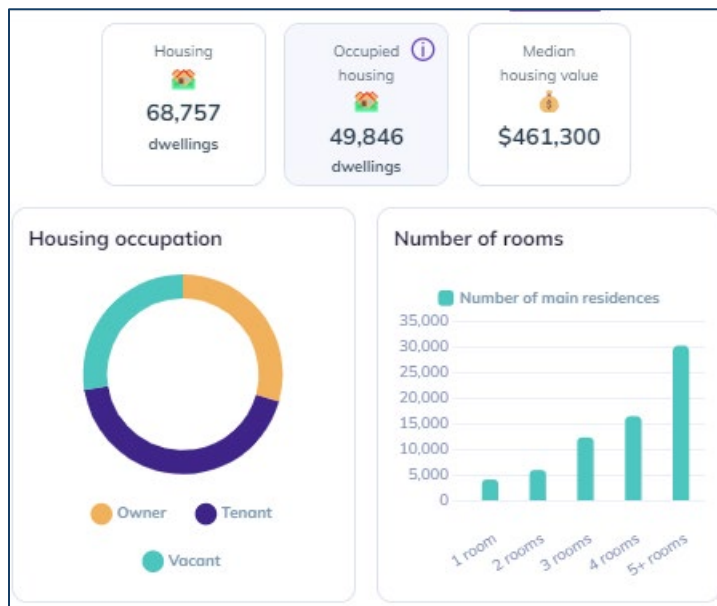 Housing
68,757
dwellings
Occupied
housing
49,846
dwellings
Median
housing value
$461,300
Housing occupation
Owner
Tenant
Vacant
Number of rooms
Number of main residences
35,000
30,000
25,000
20,000
15,000
10,000
5,000
0
1 room
2 rooms
3 rooms
4 rooms
5+ rooms